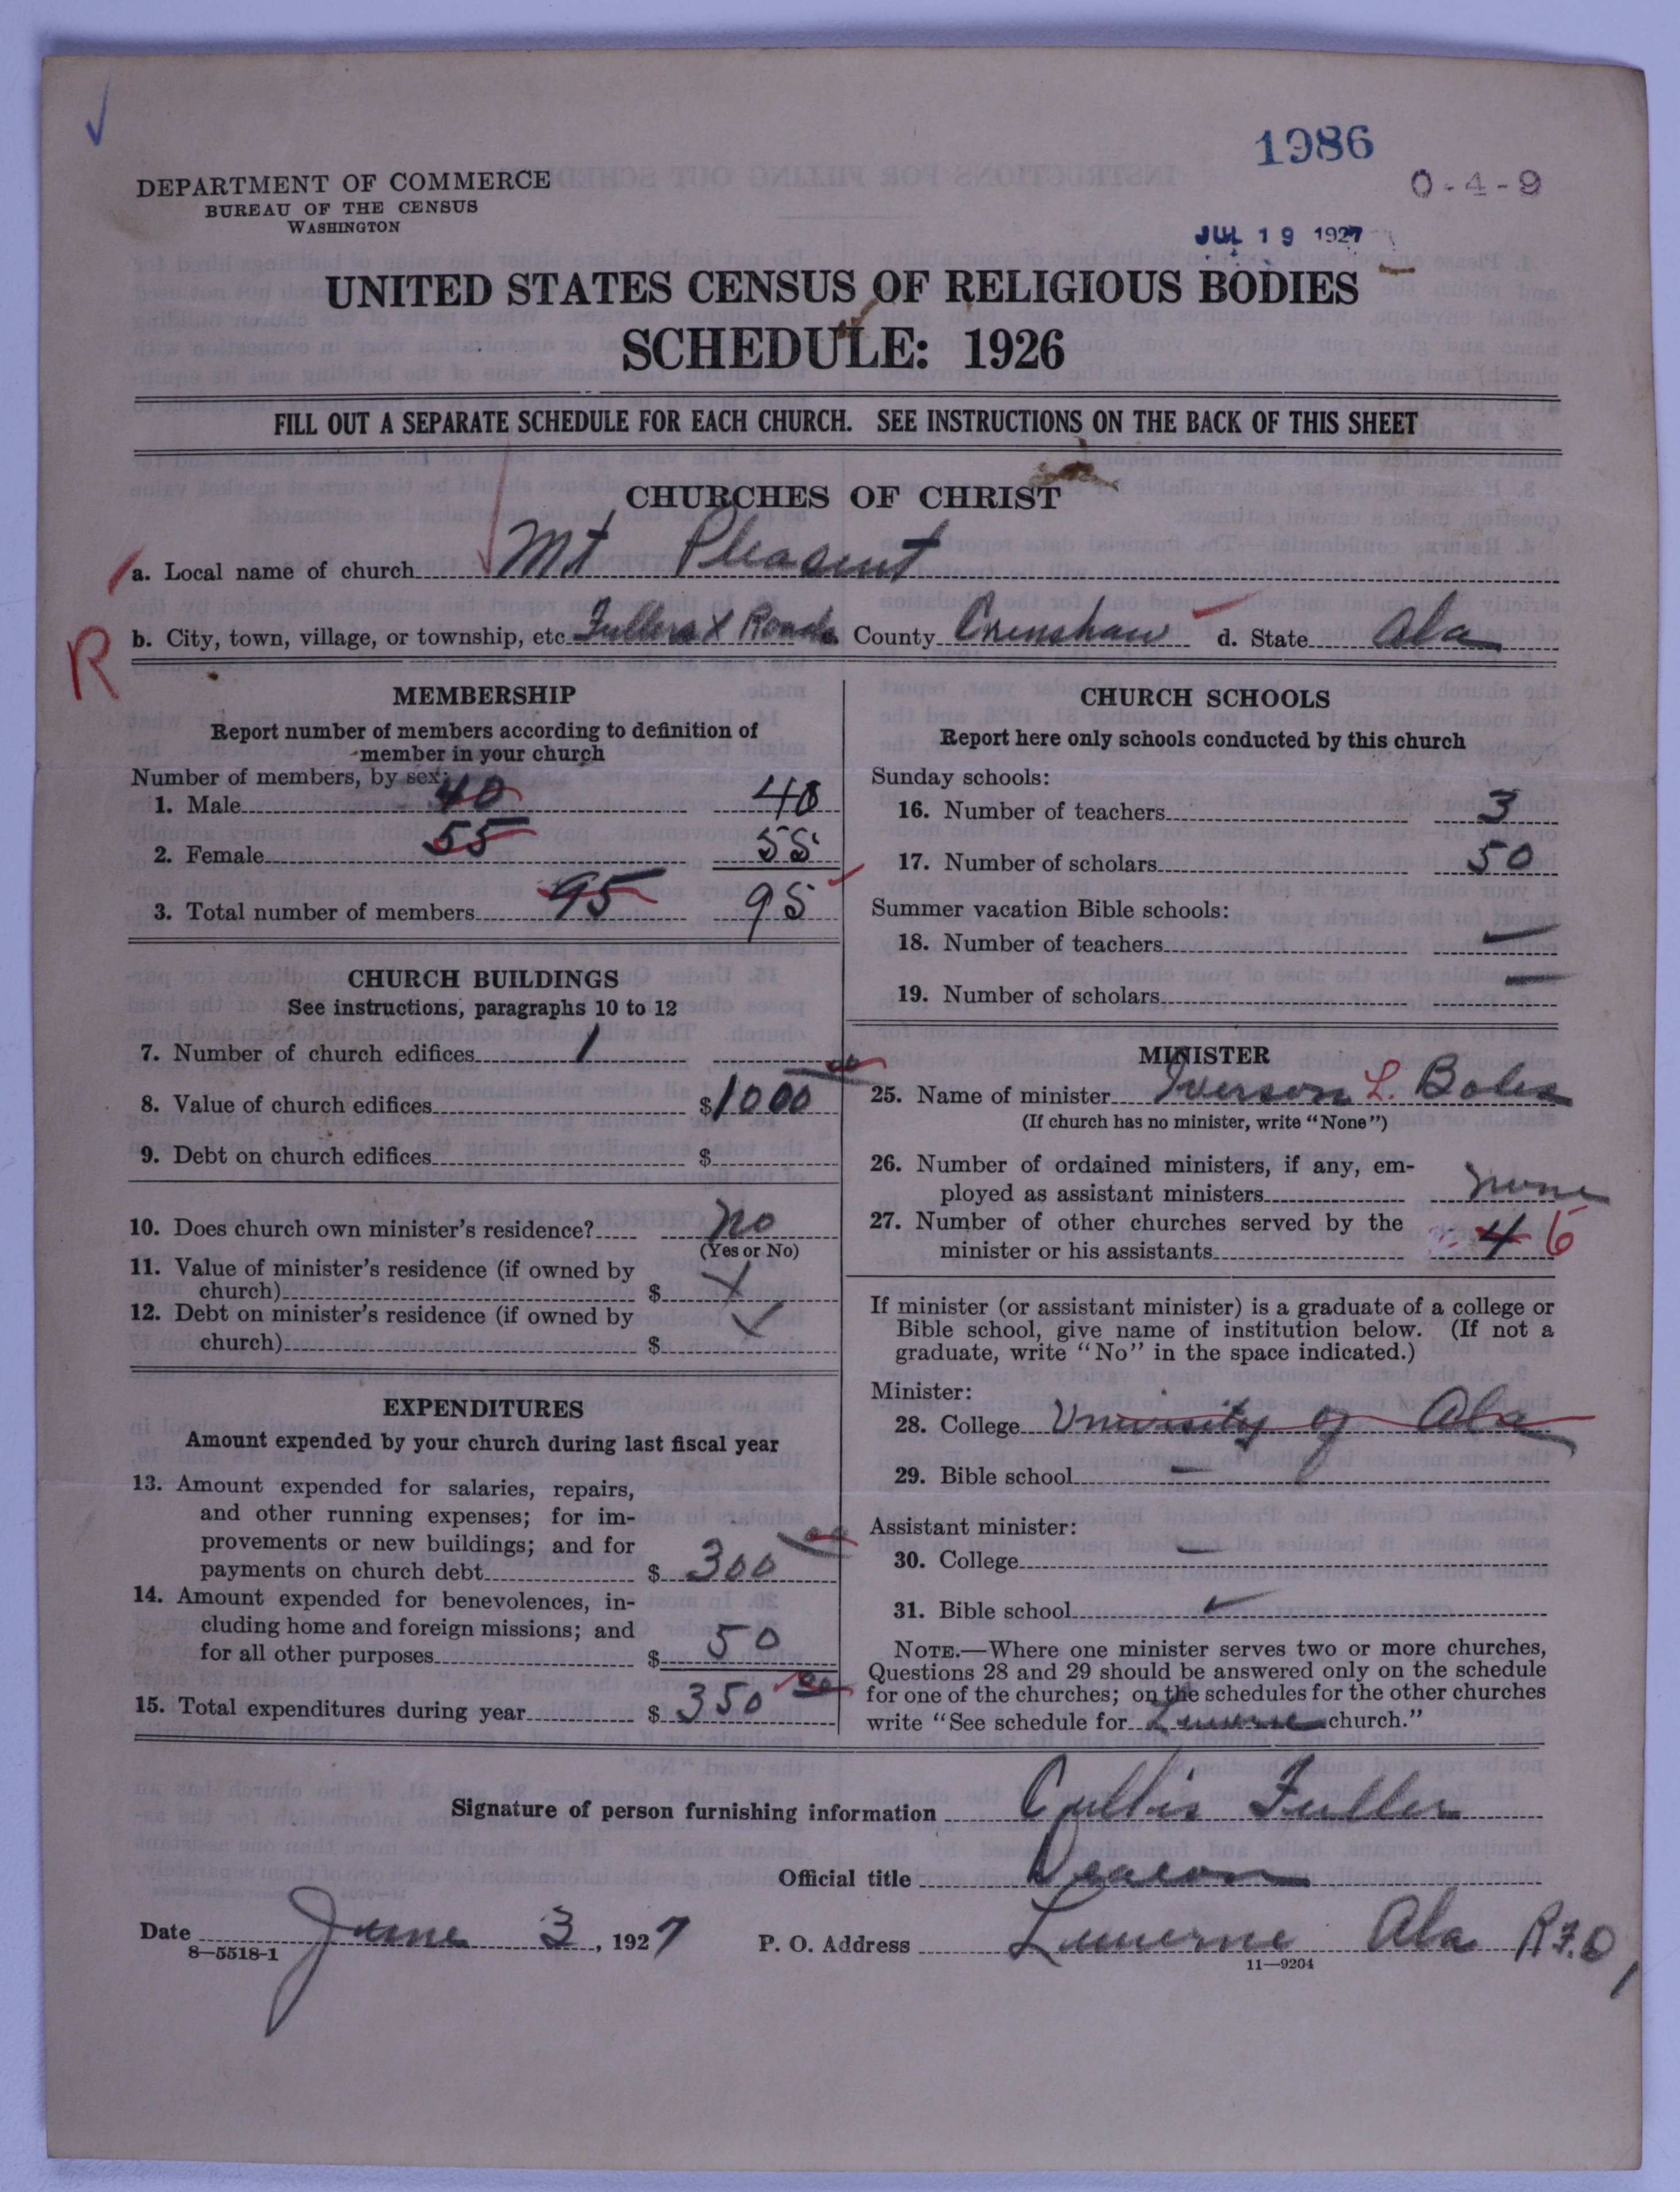 1986
0-4-9
DEPARTMENT OF COMMERCE
BUREAU OF THE CENSUS
WASHINGTON
JUL 19 1927
UNITED STATES CENSUS OF RELIGIOUS BODIES
SCHEDULE: 1926
FILL OUT A SEPARATE SCHEDULE FOR EACH CHURCH. SEE INSTRUCTIONS ON THE BACK OF THIS SHEET
CHURCHES OF CHRIST
a. Local name of church Mt Pleasent
R
b. City, town, village, or township, etc Fullers X Roads County Crenshaw d. State Ala
MEMBERSHIP
Report number of members according to definition of
member in your church
Number of members, by sex:
1. Male 40 40
2. Female 55 55
3. Total number of members 95 95
CHURCH BUILDINGS
See instructions, paragraphs 10 to 12
7. Number of church edifices 1
8. Value of church edifices $1000 00
9. Debt on church edifices $
10. Does church own minister's residence? No
(Yes or No)
11. Value of minister's residence (if owned by
church) $ X
12. Debt on minister's residence (if owned by
church) $ X
EXPENDITURES
Amount expended by your church during last fiscal year
13. Amount expended for salaries, repairs,
and other running expenses; for im-
provements or new buildings; and for
payments on church debt $ 300 00
14. Amount expended for benevolences, in-
cluding home and foreign missions; and
for all other purposes $ 50
15. Total expenditures during year $ 350 00
CHURCH SCHOOLS
Report here only schools conducted by this church
Sunday schools:
16. Number of teachers 3
17. Number of scholars 50
Summer vacation Bible schools:
18. Number of teachers —
19. Number of scholars —
MINISTER
25. Name of minister Iverson L. Boles
(If church has no minister, write "None")
26. Number of ordained ministers, if any, em-
ployed as assistant ministers none
27. Number of other churches served by the
minister or his assistants 4 6
If minister (or assistant minister) is a graduate of a college or
Bible school, give name of institution below. (If not a
graduate, write "No" in the space indicated.)
Minister:
28. College University of Ala
29. Bible school —
Assistant minister:
30. College —
31. Bible school
NOTE.—Where one minister serves two or more churches,
Questions 28 and 29 should be answered only on the schedule
for one of the churches; on the schedules for the other churches
write "See schedule for Luverne church."
Signature of person furnishing information Cullis Fuller
Official title Deacon
Date June 3, 1927 P. O. Address Luverne Ala R.F.D 1
8—5518-1
11—9204